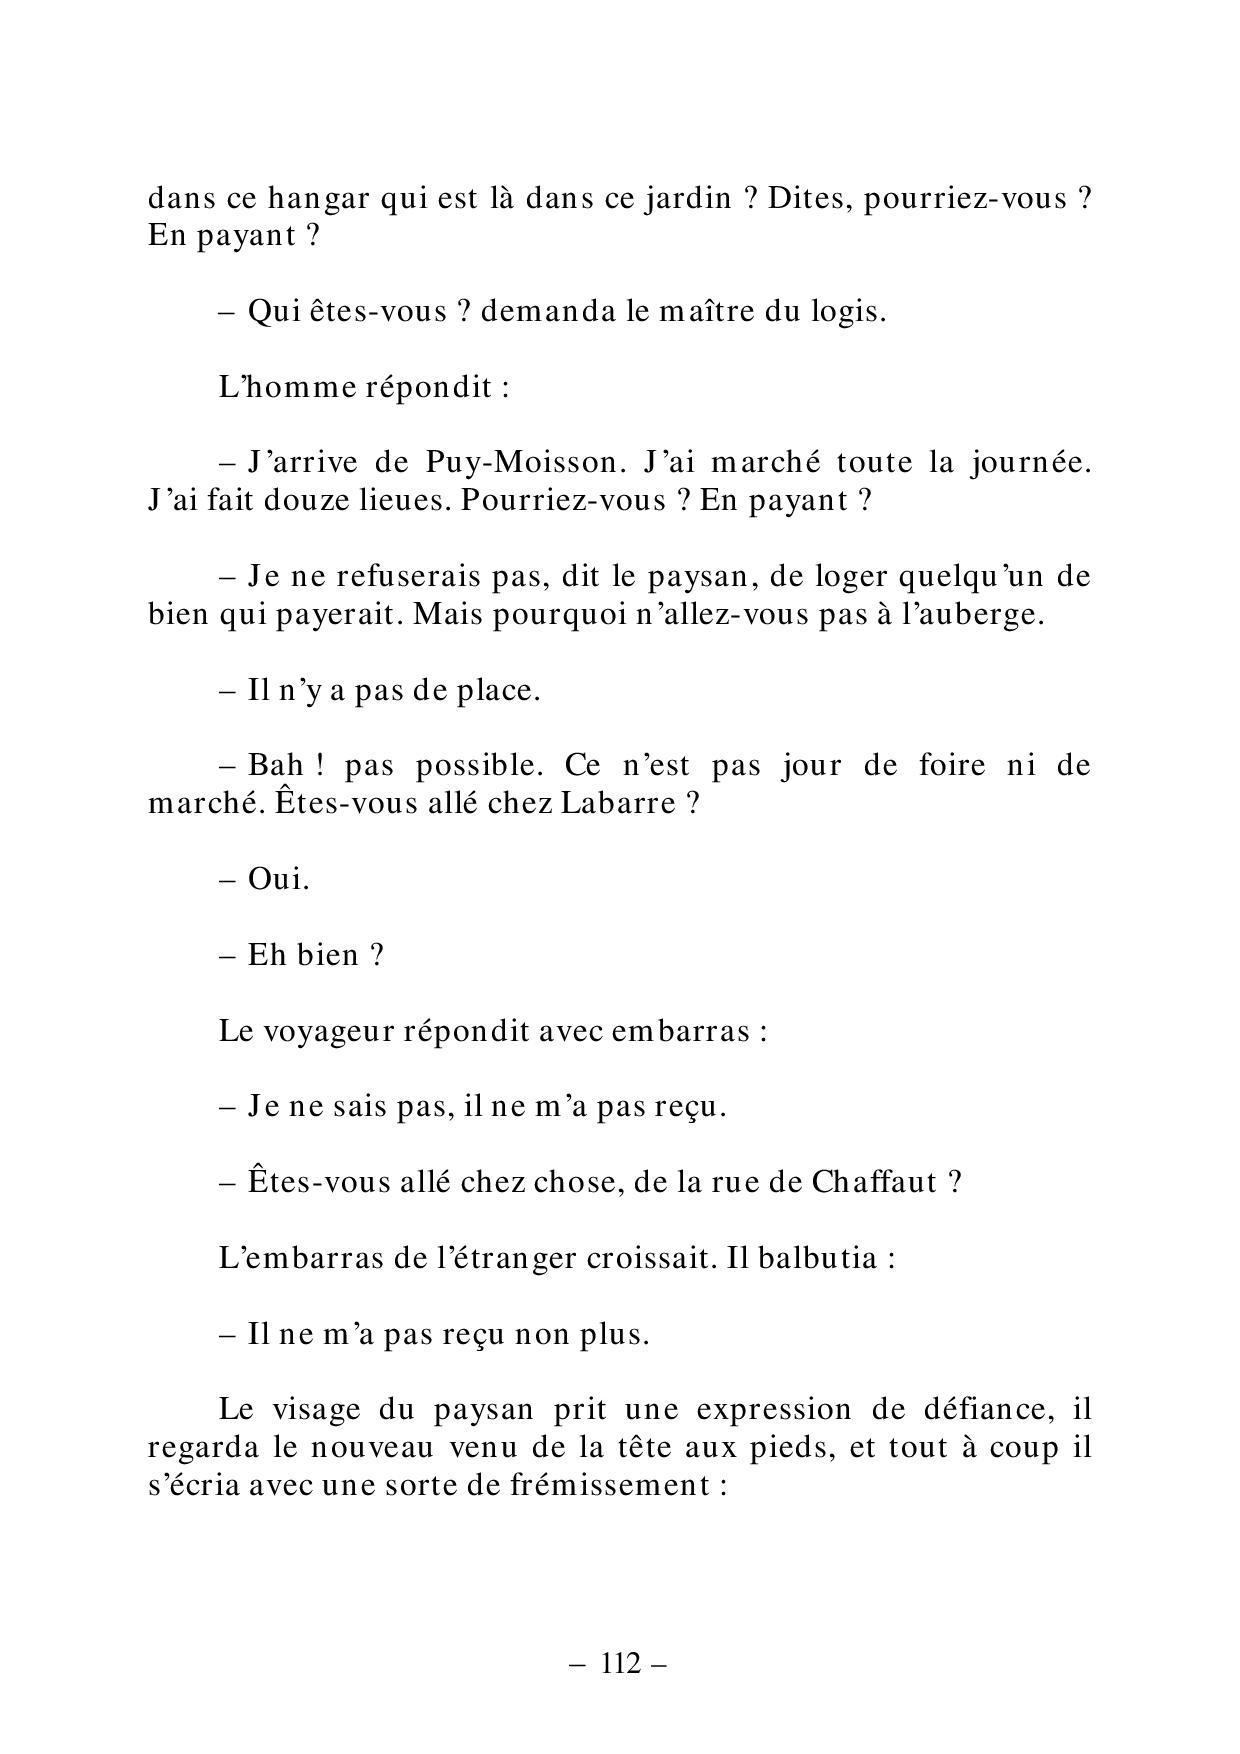 dans ce hangar qui est là dans ce jardin ? Dites, pourriez-vous ?
En payant ?
– Qui êtes-vous ? demanda le maître du logis.
L’homme répondit :
– J’arrive de Puy-Moisson. J’ai marché toute la journée.
J’ai fait douze lieues. Pourriez-vous ? En payant ?
– Je ne refuserais pas, dit le paysan, de loger quelqu’un de
bien qui payerait. Mais pourquoi n’allez-vous pas à l’auberge.
– Il n’y a pas de place.
– Bah ! pas possible. Ce n’est pas jour de foire ni de
marché. Êtes-vous allé chez Labarre ?
– Oui.
– Eh bien ?
Le voyageur répondit avec embarras :
– Je ne sais pas, il ne m’a pas reçu.
– Êtes-vous allé chez chose, de la rue de Chaffaut ?
L’embarras de l’étranger croissait. Il balbutia :
– Il ne m’a pas reçu non plus.
Le visage du paysan prit une expression de défiance, il
regarda le nouveau venu de la tête aux pieds, et tout à coup il
s’écria avec une sorte de frémissement :
– 112 –